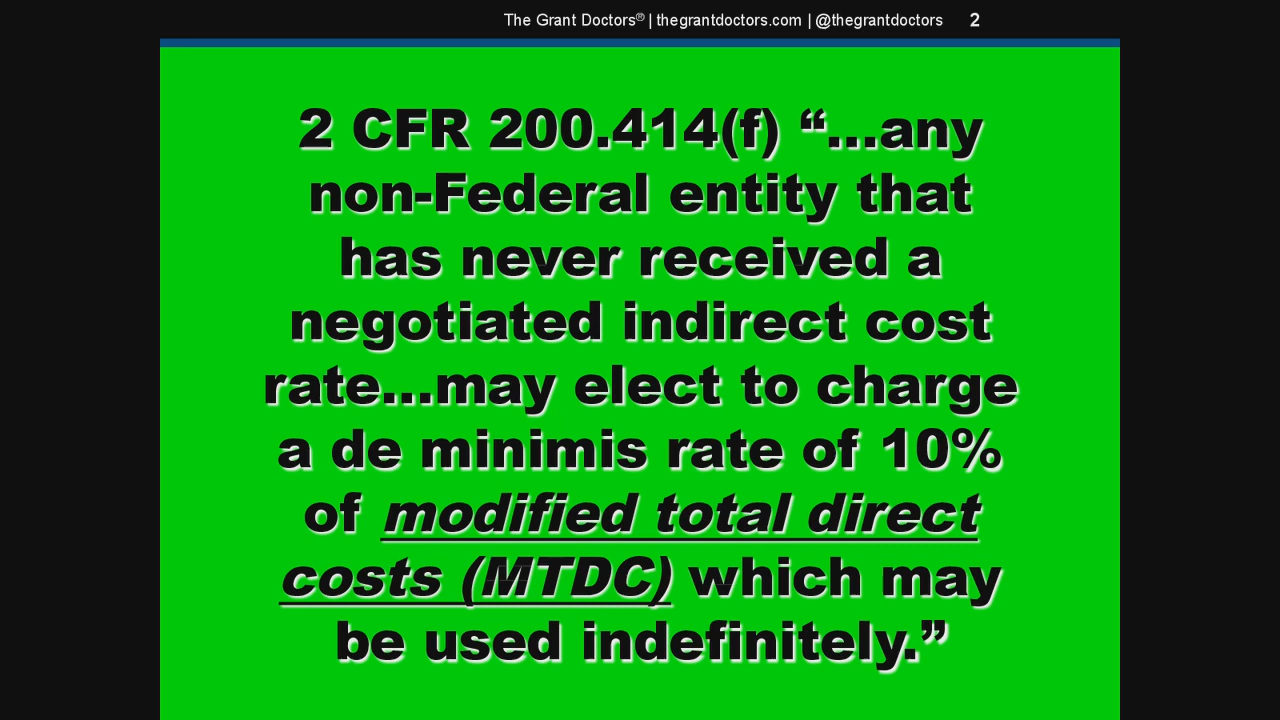 The Grant Doctors® | thegrantdoctors.com | @thegrantdoctors 2
2 CFR 200.414(f) “…any
non-Federal entity that
has never received a
negotiated indirect cost
rate…may elect to charge
a de minimis rate of 10%
of modified total direct
costs (MTDC) which may
be used indefinitely.”